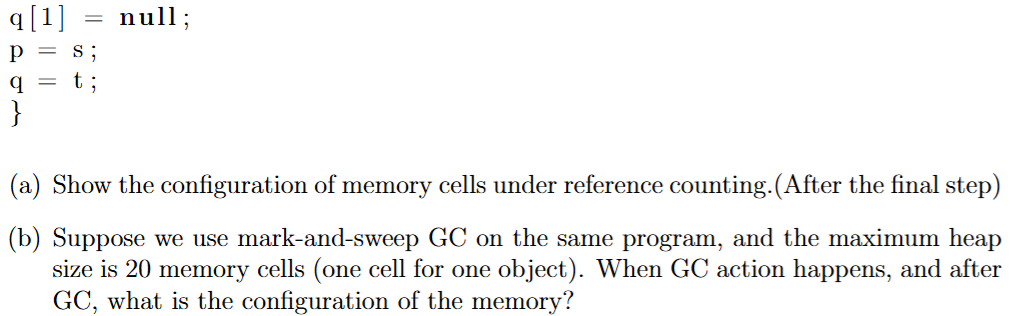 q[1] = null;
p = s;
q = t;
}
(a) Show the configuration of memory cells under reference counting.(After the final step)
(b) Suppose we use mark-and-sweep GC on the same program, and the maximum heap
size is 20 memory cells (one cell for one object). When GC action happens, and after
GC, what is the configuration of the memory?